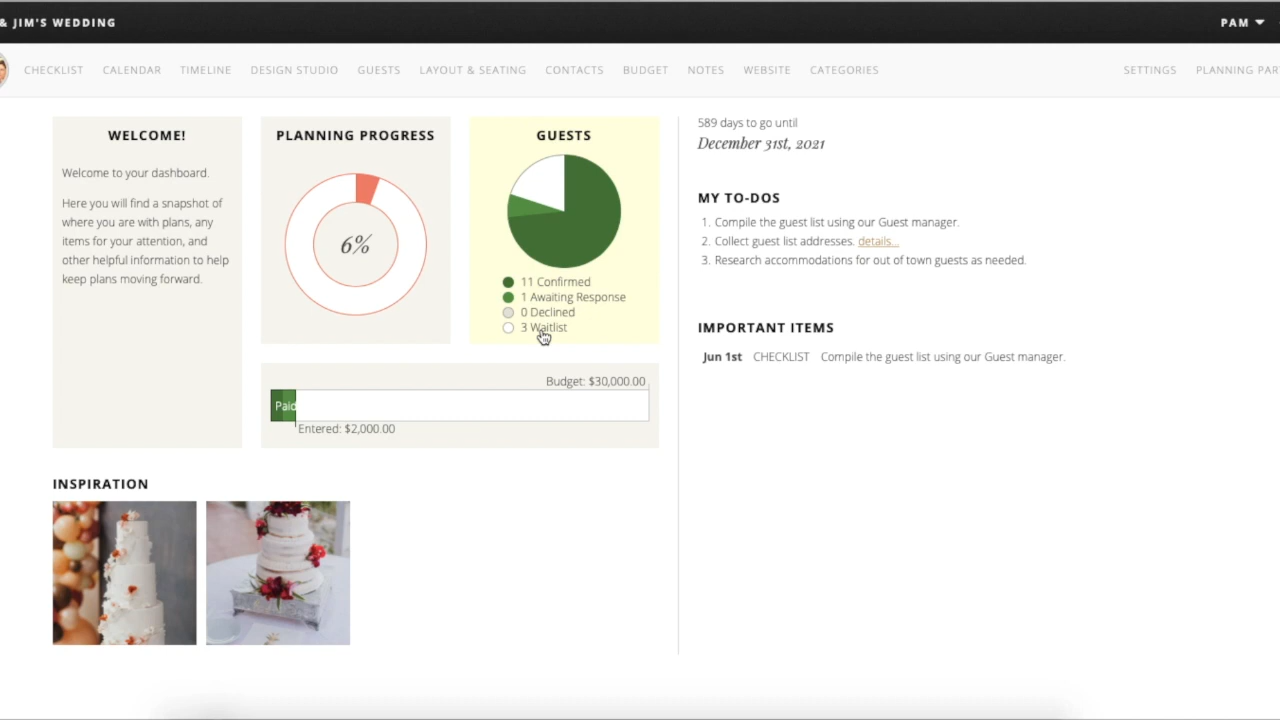 & JIM'S WEDDING
PAM
CHECKLIST CALENDAR TIMELINE DESIGN STUDIO GUESTS LAYOUT & SEATING CONTACTS BUDGET NOTES WEBSITE CATEGORIES SETTINGS PLANNING PAR
WELCOME!
Welcome to your dashboard.
Here you will find a snapshot of
where you are with plans, any
items for your attention, and
other helpful information to help
keep plans moving forward.
PLANNING PROGRESS
6%
GUESTS
11 Confirmed
1 Awaiting Response
0 Declined
3 Waitlist
Budget: $30,000.00
Paid
Entered: $2,000.00
INSPIRATION
589 days to go until
December 31st, 2021
MY TO-DOS
1. Compile the guest list using our Guest manager.
2. Collect guest list addresses. details...
3. Research accommodations for out of town guests as needed.
IMPORTANT ITEMS
Jun 1st CHECKLIST Compile the guest list using our Guest manager.